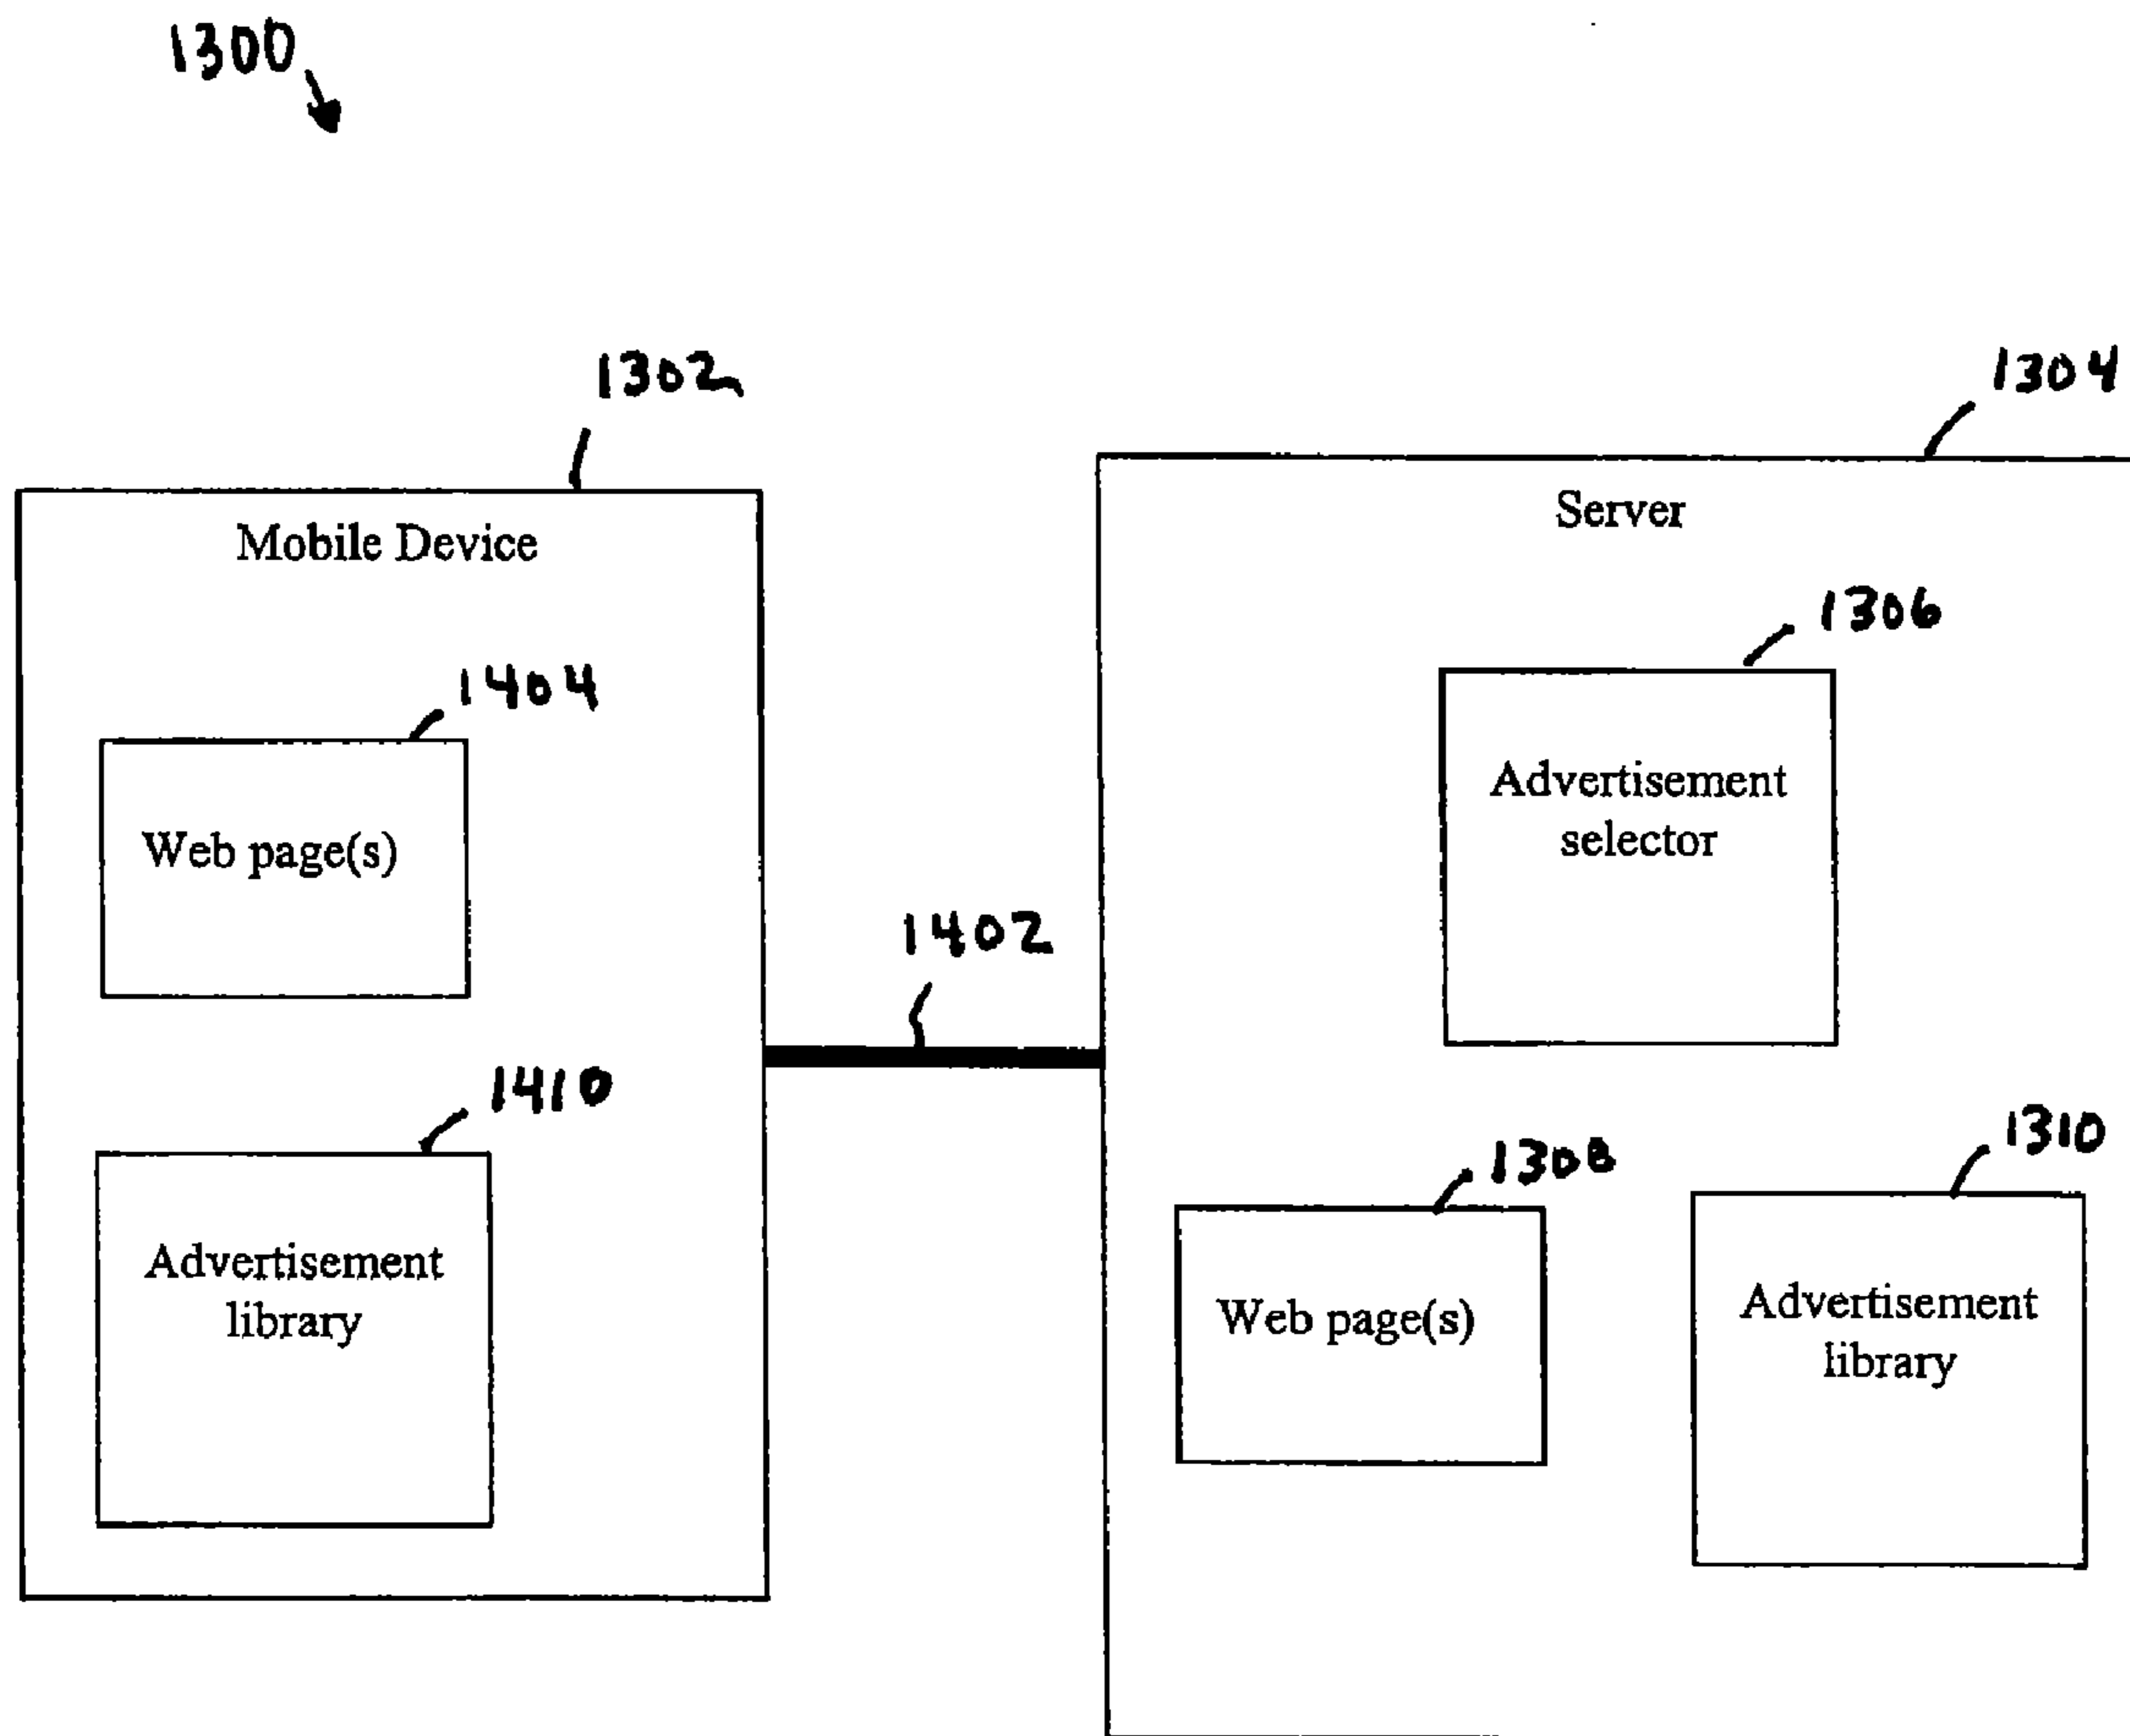 1300
1302
1304
Mobile Device
Server
1306
1404
Advertisement
selector
Web page(s)
1402
1410
1308
1310
Advertisement
library
Web page(s)
Advertisement
library